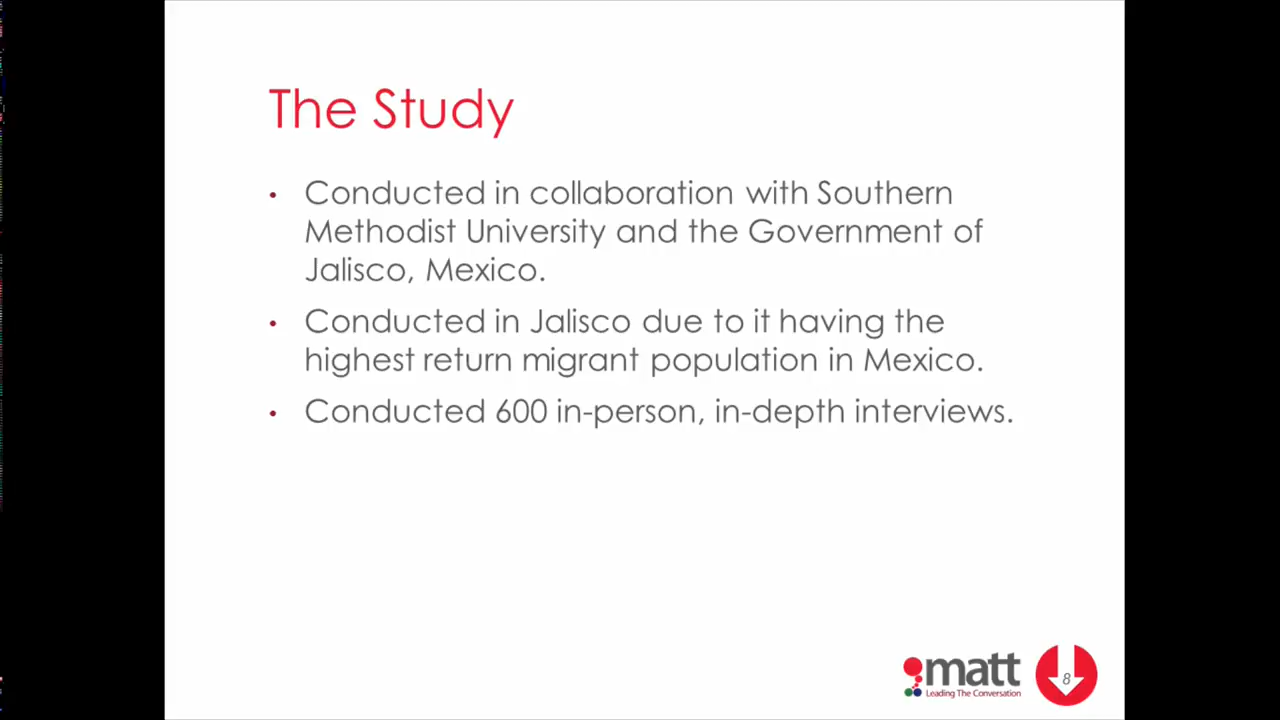 The Study
• Conducted in collaboration with Southern
Methodist University and the Government of
Jalisco, Mexico.
• Conducted in Jalisco due to it having the
highest return migrant population in Mexico.
• Conducted 600 in-person, in-depth interviews.
matt
Leading The Conversation
8